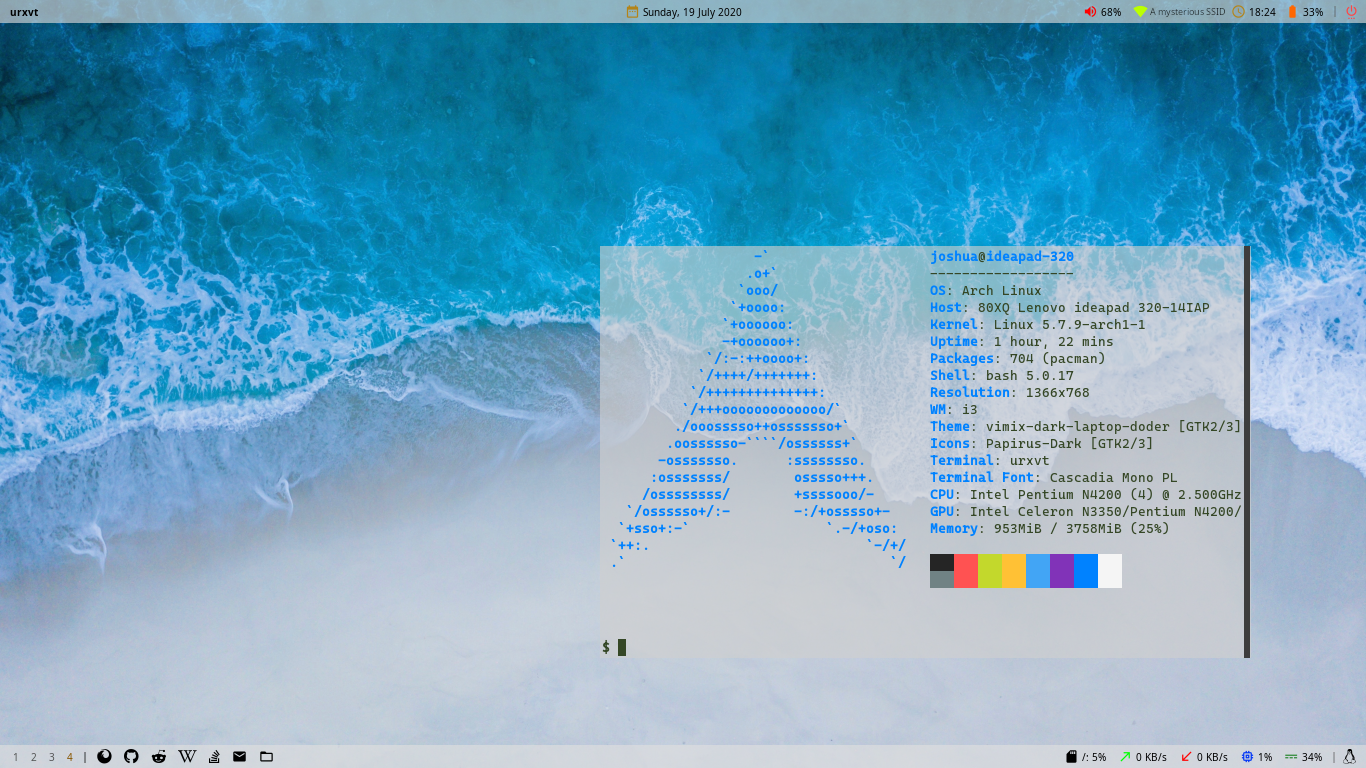 urxvt
Sunday, 19 July 2020
68% A mysterious SSID 18:24 33% |
joshua@ideapad-320
------------------
OS: Arch Linux
Host: 80XQ Lenovo ideapad 320-14IAP
Kernel: Linux 5.7.9-arch1-1
Uptime: 1 hour, 22 mins
Packages: 704 (pacman)
Shell: bash 5.0.17
Resolution: 1366x768
WM: i3
Theme: vimix-dark-laptop-doder [GTK2/3]
Icons: Papirus-Dark [GTK2/3]
Terminal: urxvt
Terminal Font: Cascadia Mono PL
CPU: Intel Pentium N4200 (4) @ 2.500GHz
GPU: Intel Celeron N3350/Pentium N4200/
Memory: 953MiB / 3758MiB (25%)
-`
.o+`
`ooo/
`+oooo:
`+oooooo:
-+oooooo+:
`/:-:++oooo+:
`/++++/+++++++:
`/++++++++++++++:
`/+++ooooooooooooo/`
./ooosssso++osssssso+`
.oossssso-````/ossssss+`
-osssssso.      :ssssssso.
:osssssss/        osssso+++.
/ossssssss/        +ssssooo/-
`/ossssso+/:-        -:/+osssso+-
`+sso+:-`                 `.-/+oso:
`++:.                           `-/+/
.`                                 `/
$
1 2 3 4 | W
/: 5% 0 KB/s 0 KB/s 1% 34% |